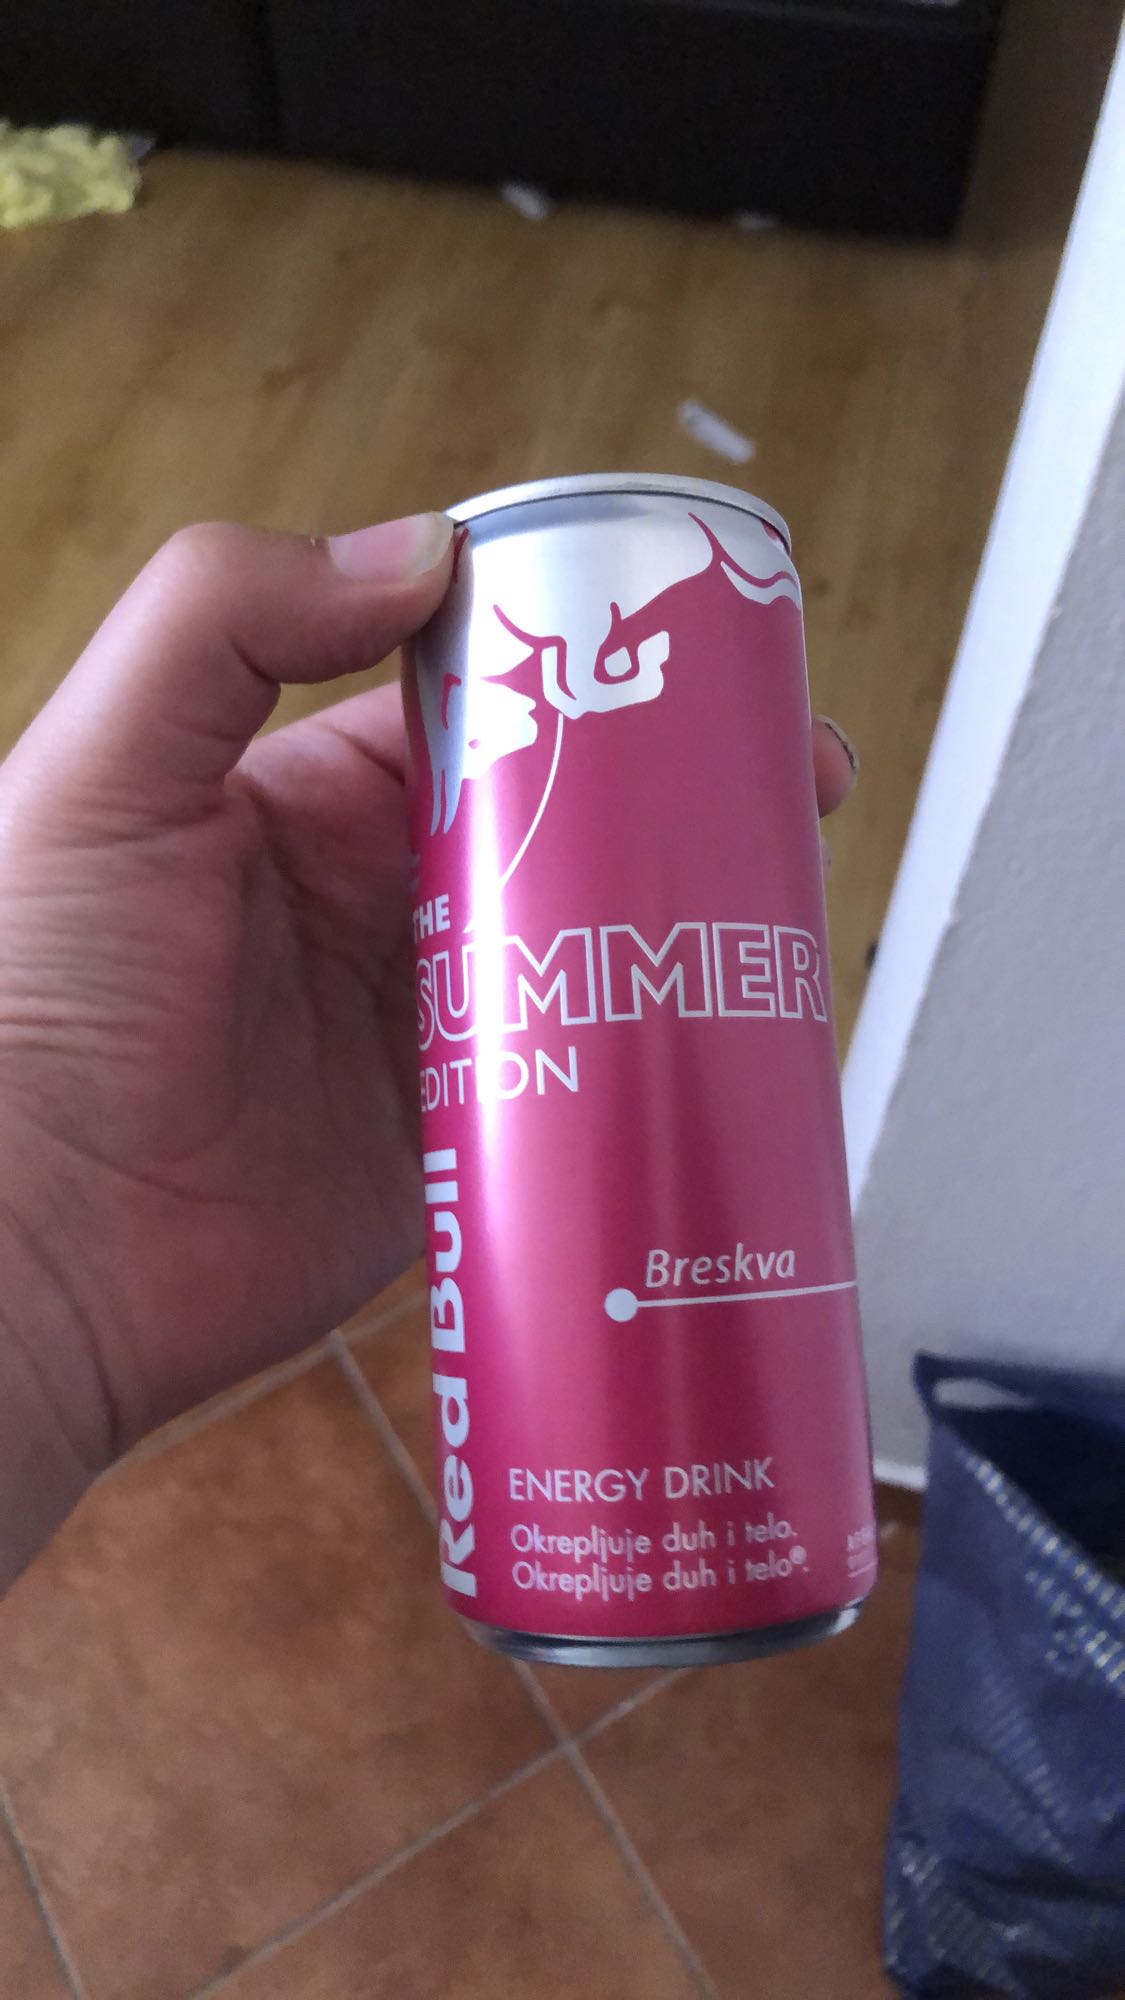 THE
SUMMER
EDITION
Red Bull
Breskva
ENERGY DRINK
Okrepljuje duh i telo.
Okrepljuje duh i telo®.